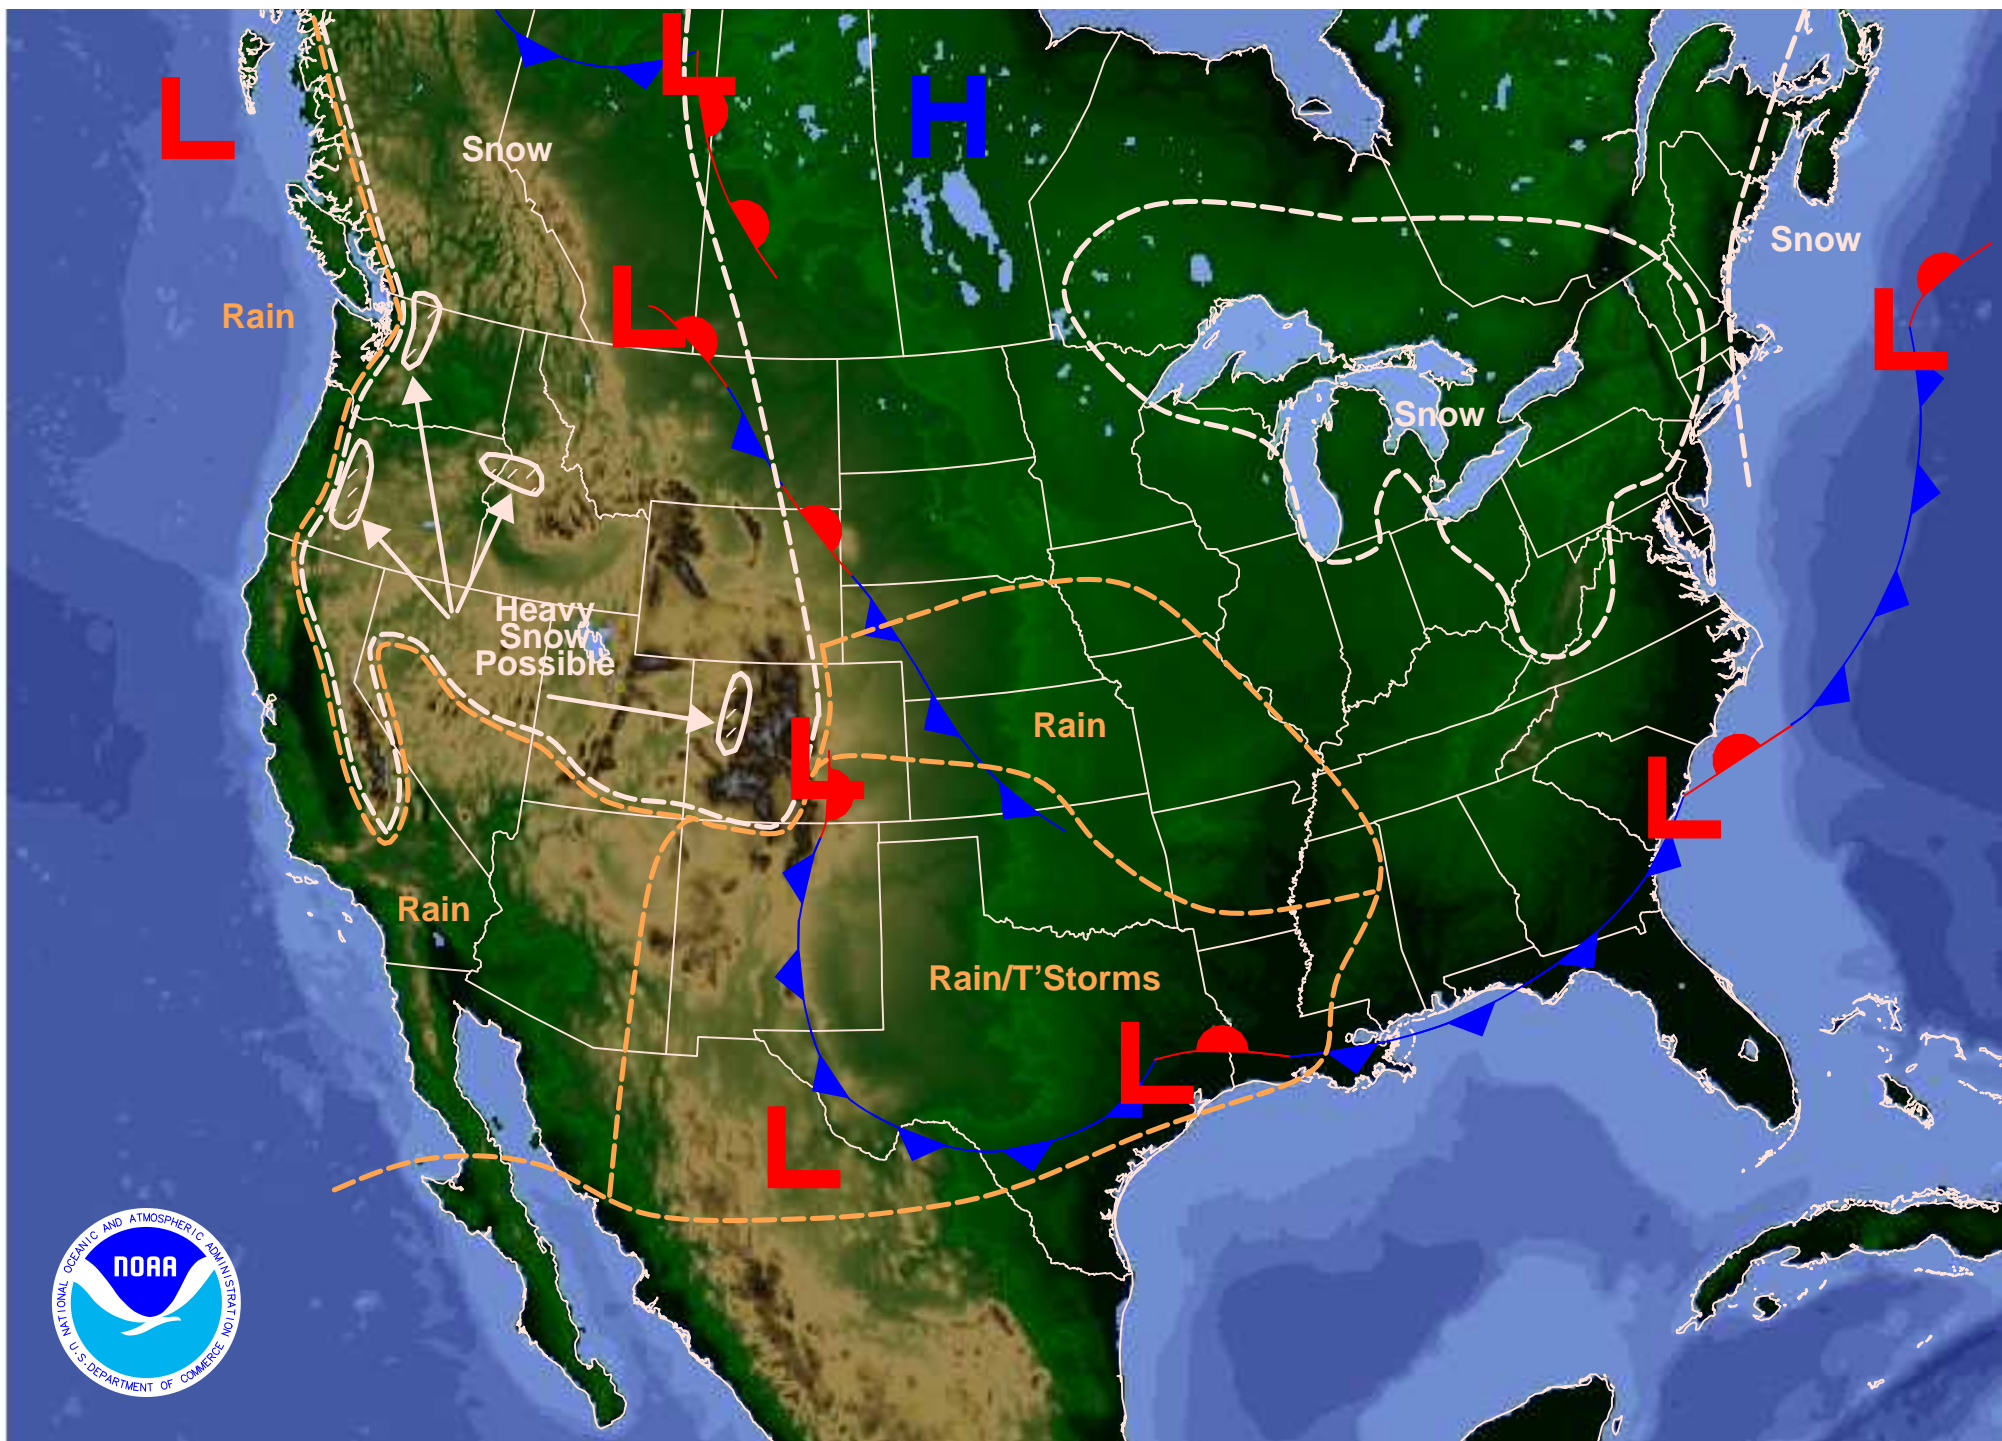 L
L
H
Snow
Snow
L
Rain
L
Snow
Heavy
Snow
Possible
Rain
L
L
Rain
Rain/T'Storms
L
L
NATIONAL OCEANIC AND ATMOSPHERIC ADMINISTRATION
NOAA
U.S. DEPARTMENT OF COMMERCE